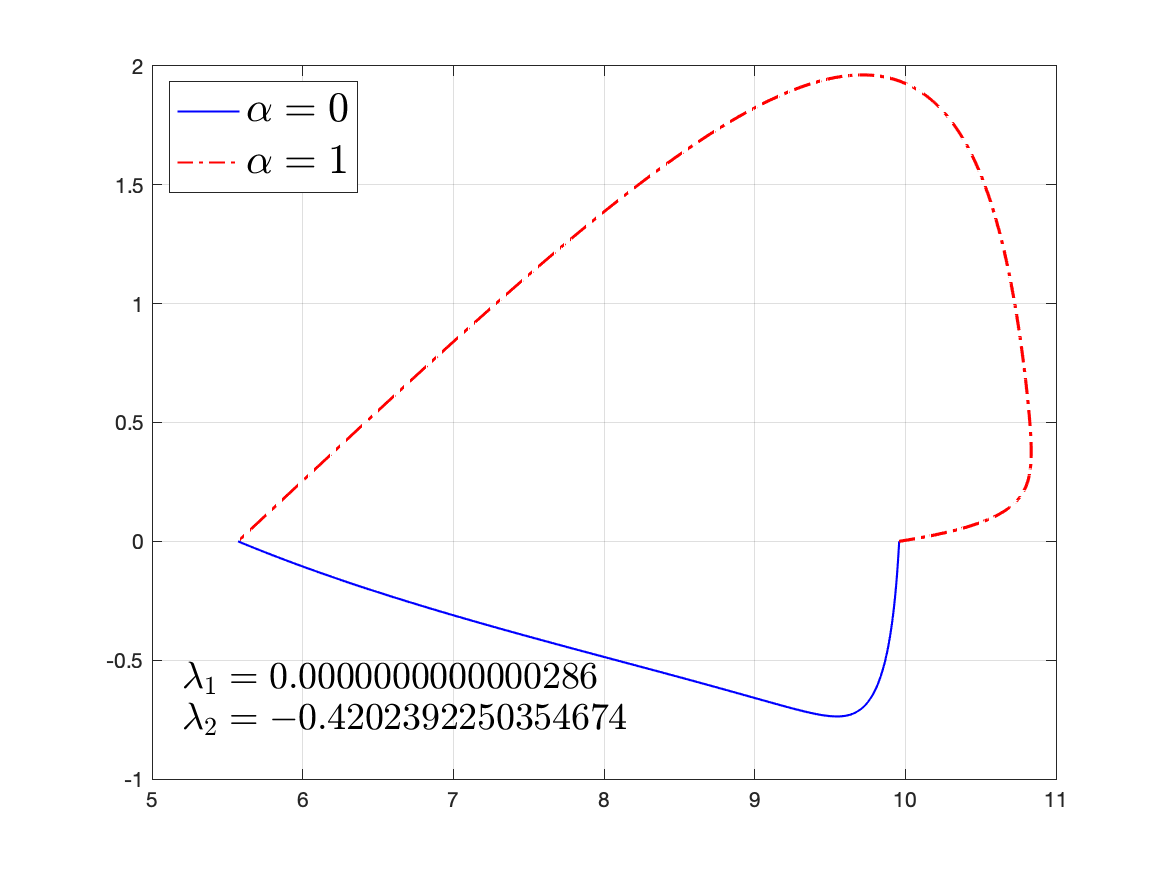 2
1.5
1
0.5
0
-0.5
-1
α = 0
α = 1
λ₁ = 0.0000000000000286
λ₂ = −0.4202392250354674
5 6 7 8 9 10 11